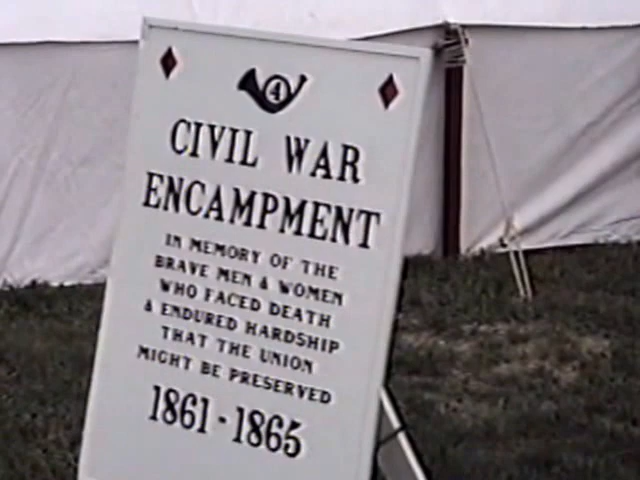 4
CIVIL WAR
ENCAMPMENT
IN MEMORY OF THE
BRAVE MEN & WOMEN
WHO FACED DEATH
& ENDURED HARDSHIP
THAT THE UNION
MIGHT BE PRESERVED
1861 - 1865